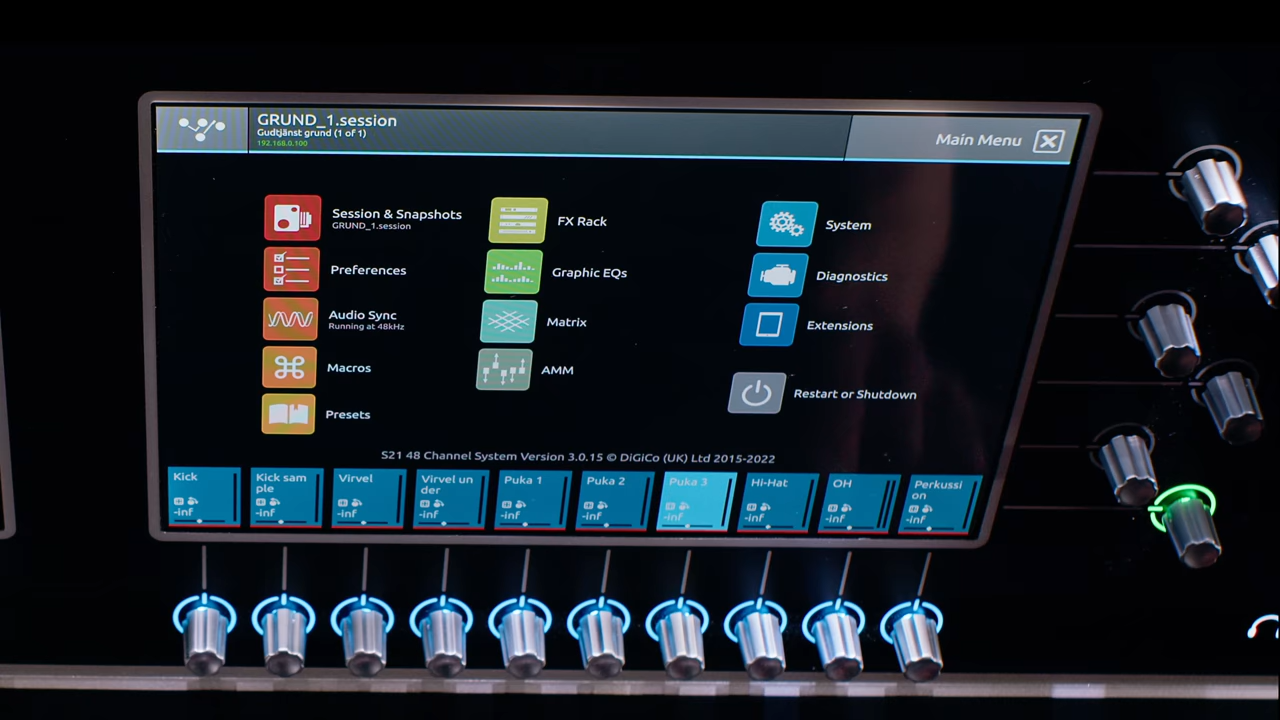 GRUND_1.session
Gudtjänst grund (1 of 1)
192.168.0.100
Main Menu
Session & Snapshots
GRUND_1.session
Preferences
Audio Sync
Running at 48kHz
Macros
Presets
FX Rack
Graphic EQs
Matrix
AMM
System
Diagnostics
Extensions
Restart or Shutdown
S21 48 Channel System Version 3.0.15 © DiGiCo (UK) Ltd 2015-2022
Kick
-inf
Kick sam
ple
-inf
Virvel
-inf
Virvel un
der
-inf
Puka 1
-inf
Puka 2
-inf
Puka 3
-inf
Hi-Hat
-inf
OH
-inf
Perkussi
on
-inf